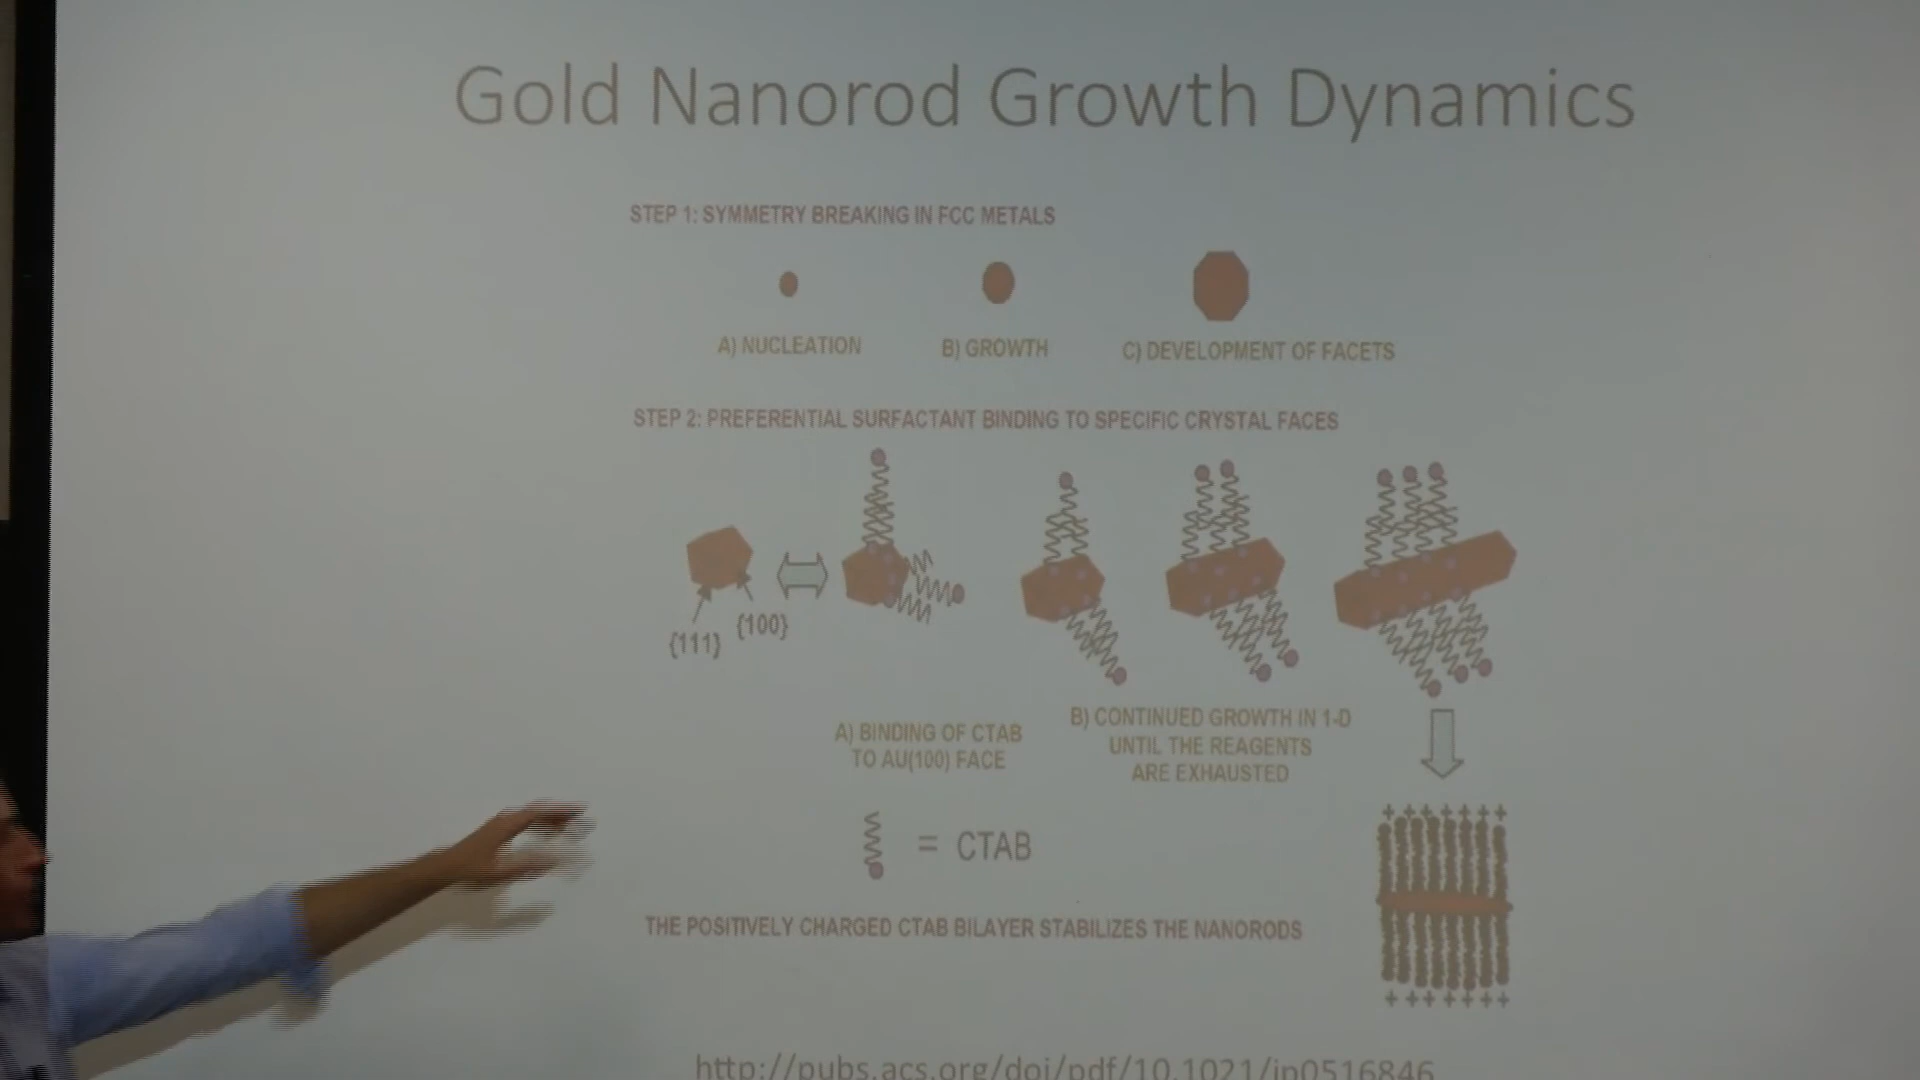 Gold Nanorod Growth Dynamics
STEP 1: SYMMETRY BREAKING IN FCC METALS
A) NUCLEATION
B) GROWTH
C) DEVELOPMENT OF FACETS
STEP 2: PREFERENTIAL SURFACTANT BINDING TO SPECIFIC CRYSTAL FACES
{111}
{100}
A) BINDING OF CTAB
TO AU(100) FACE
B) CONTINUED GROWTH IN 1-D
UNTIL THE REAGENTS
ARE EXHAUSTED
+ + + + + + +
= CTAB
THE POSITIVELY CHARGED CTAB BILAYER STABILIZES THE NANORODS
+ + + + + + +
http://pubs.acs.org/doi/pdf/10.1021/jp0516846